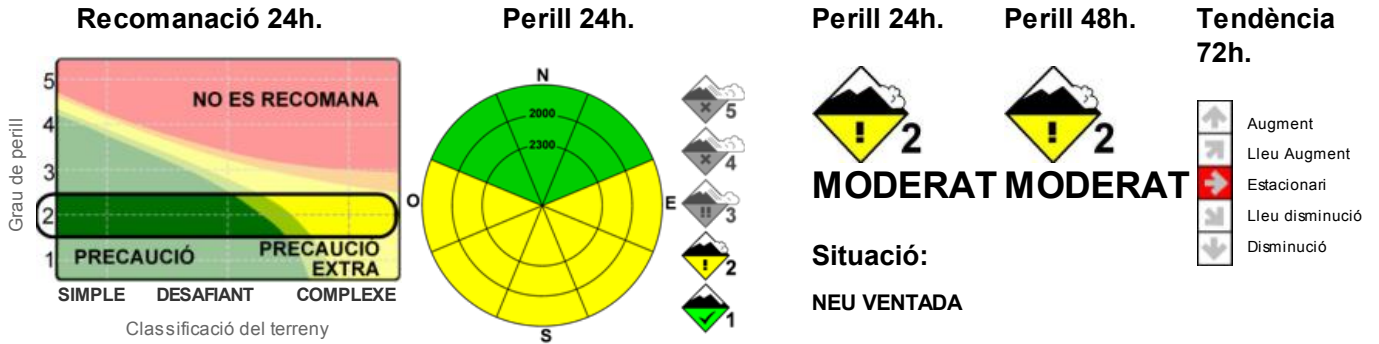 Recomanació 24h.
Perill 24h.
Perill 24h.
Perill 48h.
Tendència
72h.
Grau de perill
5
4
3
2
1
NO ES RECOMANA
PRECAUCIÓ
PRECAUCIÓ
EXTRA
SIMPLE
DESAFIANT
COMPLEXE
Classificació del terreny
N
2000
2300
O
E
S
5
4
!! 3
! 2
1
! 2
MODERAT
! 2
MODERAT
Situació:
NEU VENTADA
Augment
Lleu Augment
Estacionari
Lleu disminució
Disminució